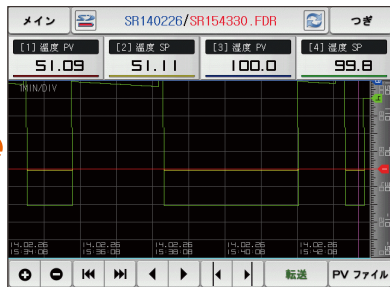 メイン SR140226/SR154330.FDR つぎ
[1] 温度 PV [2] 温度 SP [3] 湿度 PV [4] 湿度 SP
51.09 51.11 100.0 99.8
1MIN/DIV
14.02.26 14.02.26 14.02.26 14.02.26 14.02.26
15:34:08 15:36:08 15:38:08 15:40:08 15:42:08
転送 PV ファイル